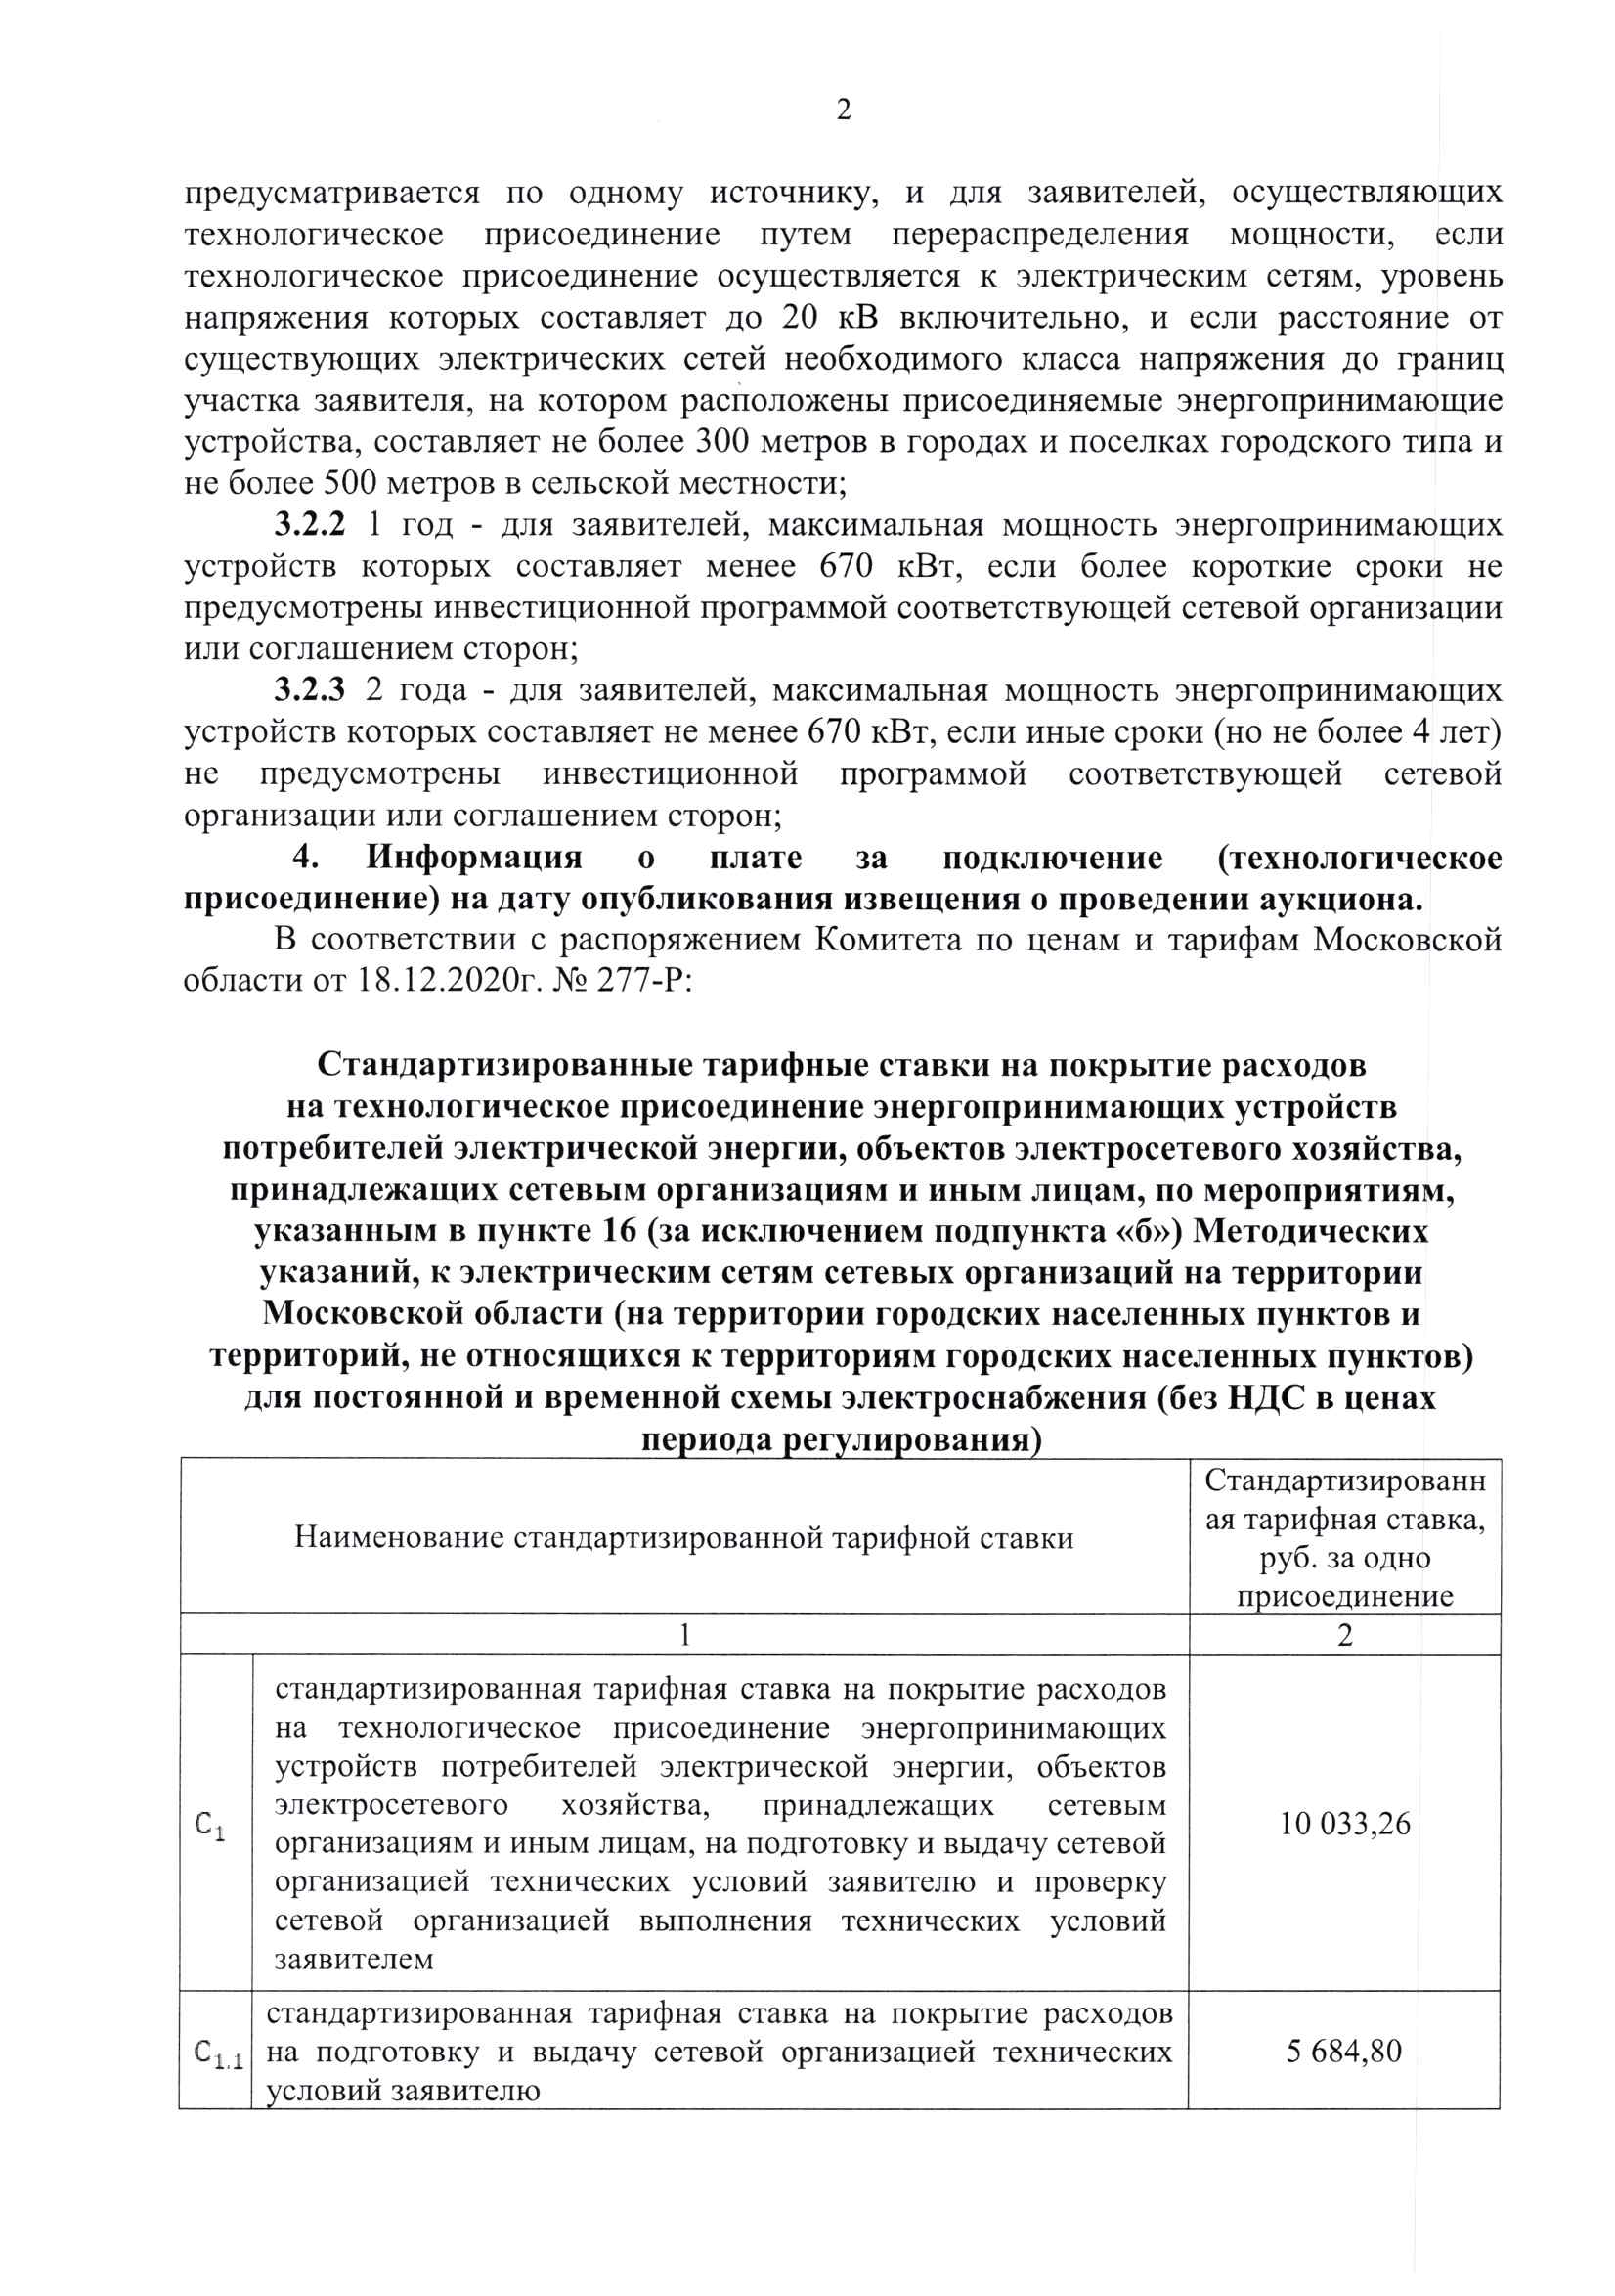 2
предусматривается по одному источнику, и для заявителей, осуществляющих
технологическое присоединение путем перераспределения мощности, если
технологическое присоединение осуществляется к электрическим сетям, уровень
напряжения которых составляет до 20 кВ включительно, и если расстояние от
существующих электрических сетей необходимого класса напряжения до границ
участка заявителя, на котором расположены присоединяемые энергопринимающие
устройства, составляет не более 300 метров в городах и поселках городского типа и
не более 500 метров в сельской местности;
3.2.2 1 год - для заявителей, максимальная мощность энергопринимающих
устройств которых составляет менее 670 кВт, если более короткие сроки не
предусмотрены инвестиционной программой соответствующей сетевой организации
или соглашением сторон;
3.2.3 2 года - для заявителей, максимальная мощность энергопринимающих
устройств которых составляет не менее 670 кВт, если иные сроки (но не более 4 лет)
не предусмотрены инвестиционной программой соответствующей сетевой
организации или соглашением сторон;
4. Информация о плате за подключение (технологическое
присоединение) на дату опубликования извещения о проведении аукциона.
В соответствии с распоряжением Комитета по ценам и тарифам Московской
области от 18.12.2020г. № 277-Р:
Стандартизированные тарифные ставки на покрытие расходов
на технологическое присоединение энергопринимающих устройств
потребителей электрической энергии, объектов электросетевого хозяйства,
принадлежащих сетевым организациям и иным лицам, по мероприятиям,
указанным в пункте 16 (за исключением подпункта «б») Методических
указаний, к электрическим сетям сетевых организаций на территории
Московской области (на территории городских населенных пунктов и
территорий, не относящихся к территориям городских населенных пунктов)
для постоянной и временной схемы электроснабжения (без НДС в ценах
периода регулирования)
Наименование стандартизированной тарифной ставки
Стандартизированн
ая тарифная ставка,
руб. за одно
присоединение
1
2
С1
стандартизированная тарифная ставка на покрытие расходов
на технологическое присоединение энергопринимающих
устройств потребителей электрической энергии, объектов
электросетевого хозяйства, принадлежащих сетевым
организациям и иным лицам, на подготовку и выдачу сетевой
организацией технических условий заявителю и проверку
сетевой организацией выполнения технических условий
заявителем
10 033,26
С1.1
стандартизированная тарифная ставка на покрытие расходов
на подготовку и выдачу сетевой организацией технических
условий заявителю
5 684,80